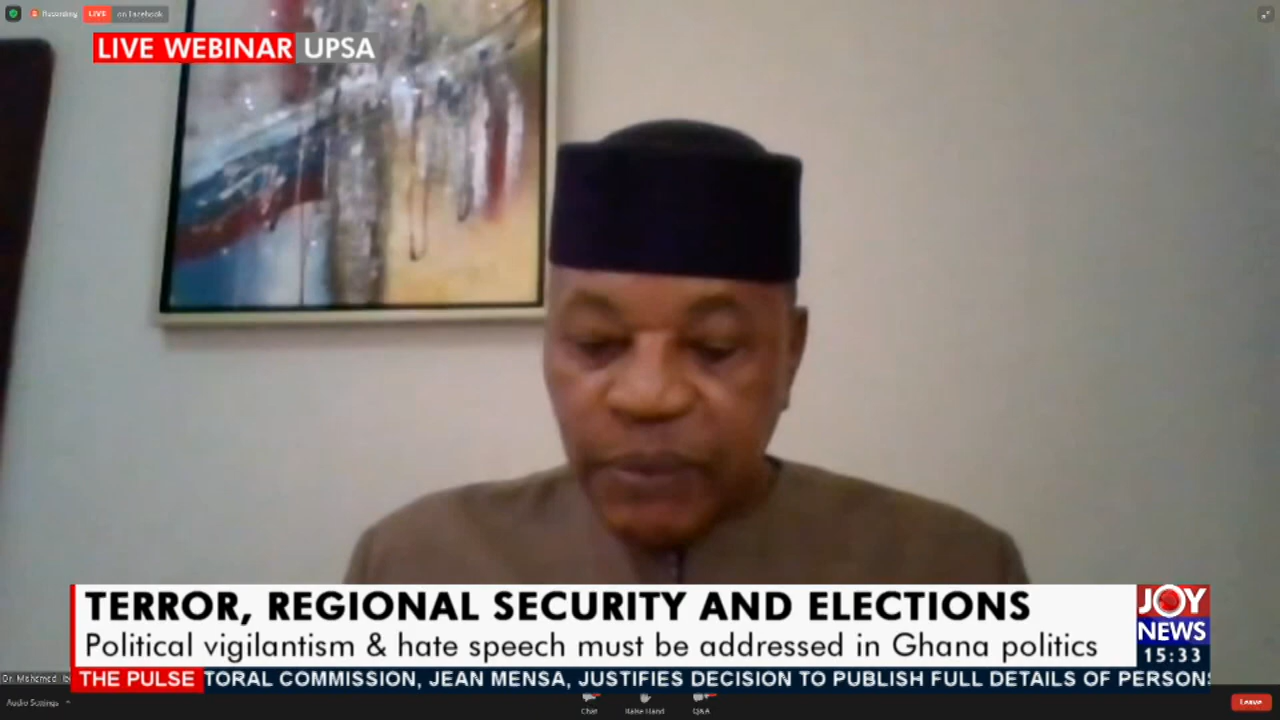 Recording LIVE on Facebook
LIVE WEBINAR UPSA
TERROR, REGIONAL SECURITY AND ELECTIONS
Political vigilantism & hate speech must be addressed in Ghana politics
JOY
NEWS
15:33
THE PULSE TORAL COMMISSION, JEAN MENSA, JUSTIFIES DECISION TO PUBLISH FULL DETAILS OF PERSONS
Dr. Mohamed
Audio Settings
Chat
Raise Hand
Q&A
Leave